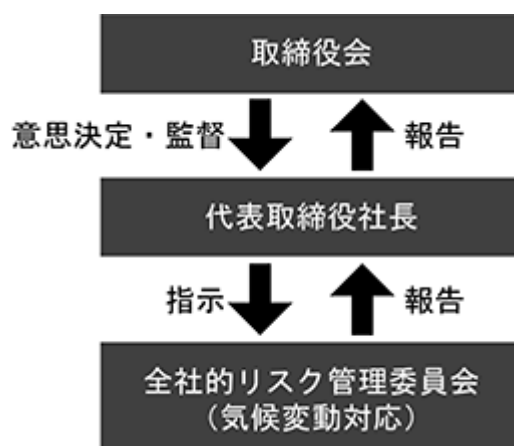 取締役会
意思決定・監督
報告
代表取締役社長
指示
報告
全社的リスク管理委員会
（気候変動対応）